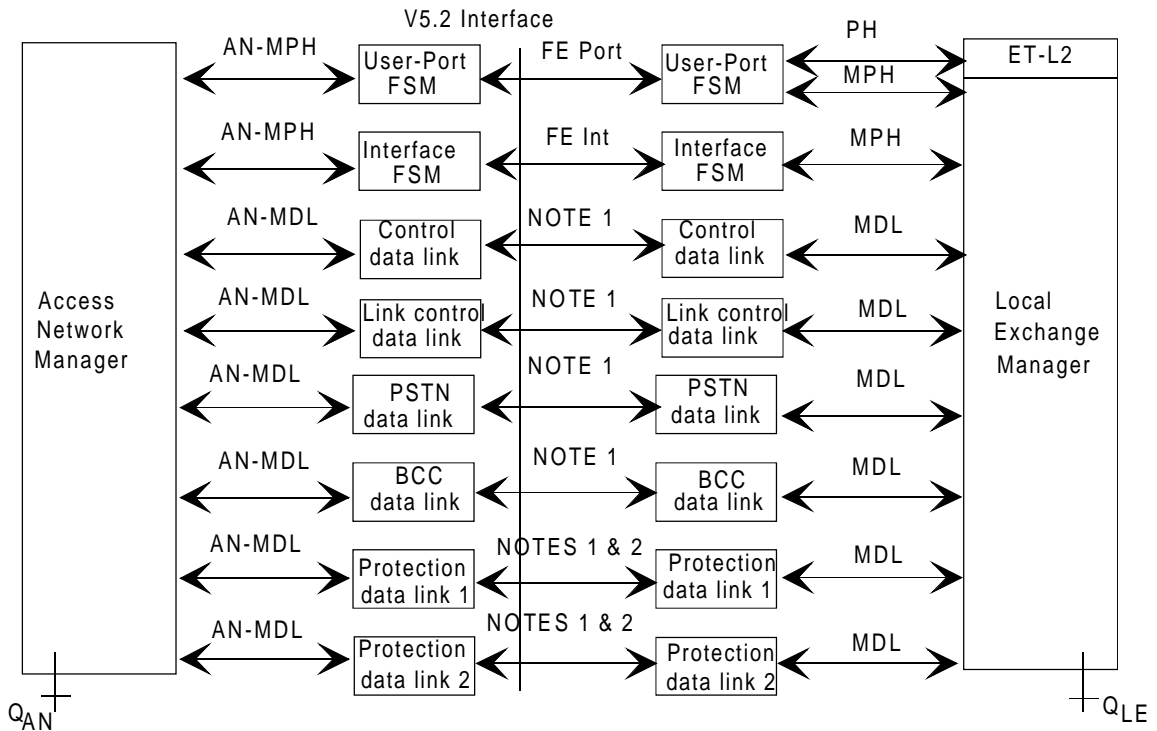 V5.2 Interface
AN-MPH
User-Port
FSM
FE Port
User-Port
FSM
PH
MPH
ET-L2
AN-MPH
Interface
FSM
FE Int
Interface
FSM
MPH
AN-MDL
Control
data link
NOTE 1
Control
data link
MDL
Access
Network
Manager
AN-MDL
Link control
data link
NOTE 1
Link control
data link
MDL
Local
Exchange
Manager
AN-MDL
PSTN
data link
NOTE 1
PSTN
data link
MDL
AN-MDL
BCC
data link
NOTE 1
BCC
data link
MDL
AN-MDL
Protection
data link 1
NOTES 1 & 2
Protection
data link 1
MDL
AN-MDL
Protection
data link 2
NOTES 1 & 2
Protection
data link 2
MDL
QAN
QLE